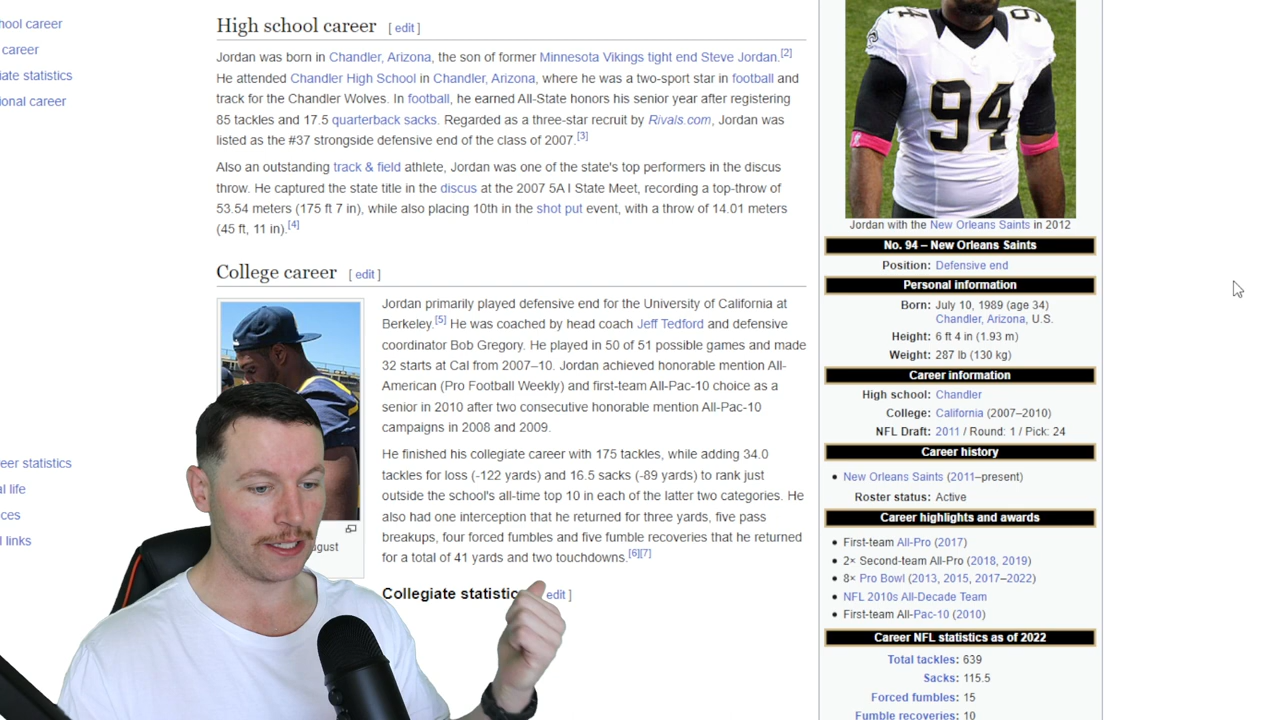 hool career
career
iate statistics
ional career
eer statistics
al life
ces
l links
High school career [ edit ]
Jordan was born in Chandler, Arizona, the son of former Minnesota Vikings tight end Steve Jordan.[2]
He attended Chandler High School in Chandler, Arizona, where he was a two-sport star in football and
track for the Chandler Wolves. In football, he earned All-State honors his senior year after registering
85 tackles and 17.5 quarterback sacks. Regarded as a three-star recruit by Rivals.com, Jordan was
listed as the #37 strongside defensive end of the class of 2007.[3]
Also an outstanding track & field athlete, Jordan was one of the state's top performers in the discus
throw. He captured the state title in the discus at the 2007 5A I State Meet, recording a top-throw of
53.54 meters (175 ft 7 in), while also placing 10th in the shot put event, with a throw of 14.01 meters
(45 ft, 11 in).[4]
College career [ edit ]
ugust
Jordan primarily played defensive end for the University of California at
Berkeley.[5] He was coached by head coach Jeff Tedford and defensive
coordinator Bob Gregory. He played in 50 of 51 possible games and made
32 starts at Cal from 2007–10. Jordan achieved honorable mention All-
American (Pro Football Weekly) and first-team All-Pac-10 choice as a
senior in 2010 after two consecutive honorable mention All-Pac-10
campaigns in 2008 and 2009.
He finished his collegiate career with 175 tackles, while adding 34.0
tackles for loss (-122 yards) and 16.5 sacks (-89 yards) to rank just
outside the school's all-time top 10 in each of the latter two categories. He
also had one interception that he returned for three yards, five pass
breakups, four forced fumbles and five fumble recoveries that he returned
for a total of 41 yards and two touchdowns.[6][7]
Collegiate statistic edit ]
94
Jordan with the New Orleans Saints in 2012
No. 94 – New Orleans Saints
Position: Defensive end
Personal information
Born: July 10, 1989 (age 34)
Chandler, Arizona, U.S.
Height: 6 ft 4 in (1.93 m)
Weight: 287 lb (130 kg)
Career information
High school: Chandler
College: California (2007–2010)
NFL Draft: 2011 / Round: 1 / Pick: 24
Career history
• New Orleans Saints (2011–present)
Roster status: Active
Career highlights and awards
• First-team All-Pro (2017)
• 2× Second-team All-Pro (2018, 2019)
• 8× Pro Bowl (2013, 2015, 2017–2022)
• NFL 2010s All-Decade Team
• First-team All-Pac-10 (2010)
Career NFL statistics as of 2022
Total tackles: 639
Sacks: 115.5
Forced fumbles: 15
Fumble recoveries: 10